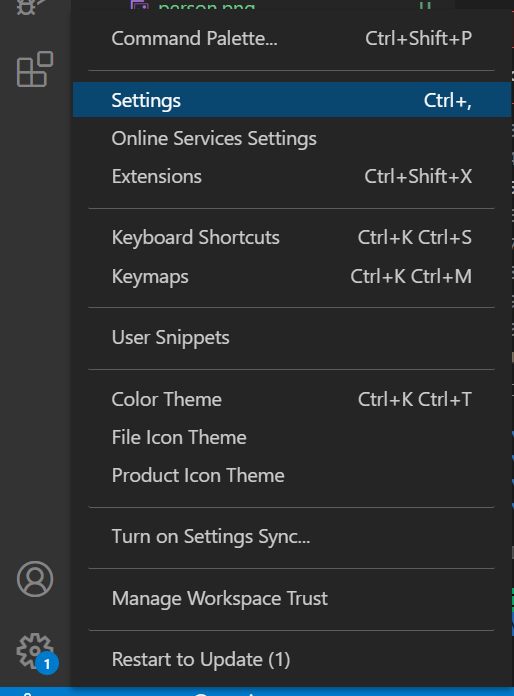 person.png
Command Palette... Ctrl+Shift+P
Settings Ctrl+,
Online Services Settings
Extensions Ctrl+Shift+X
Keyboard Shortcuts Ctrl+K Ctrl+S
Keymaps Ctrl+K Ctrl+M
User Snippets
Color Theme Ctrl+K Ctrl+T
File Icon Theme
Product Icon Theme
Turn on Settings Sync...
Manage Workspace Trust
1
Restart to Update (1)